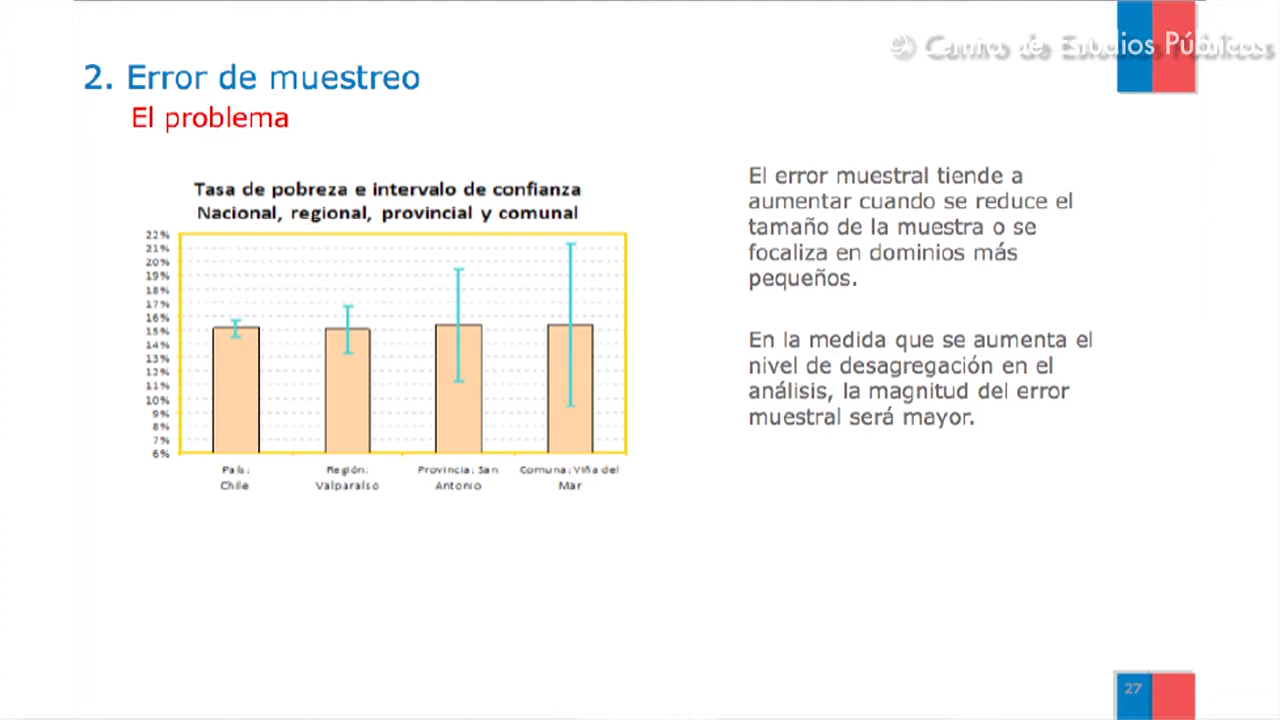 © Centro de Estudios Públicos
2. Error de muestreo
El problema
Tasa de pobreza e intervalo de confianza
Nacional, regional, provincial y comunal
22%
21%
20%
19%
18%
17%
16%
15%
14%
13%
12%
11%
10%
9%
8%
7%
6%
País: Chile
Región: Valparaíso
Provincia: San Antonio
Comuna: Viña del Mar
El error muestral tiende a
aumentar cuando se reduce el
tamaño de la muestra o se
focaliza en dominios más
pequeños.
En la medida que se aumenta el
nivel de desagregación en el
análisis, la magnitud del error
muestral será mayor.
27